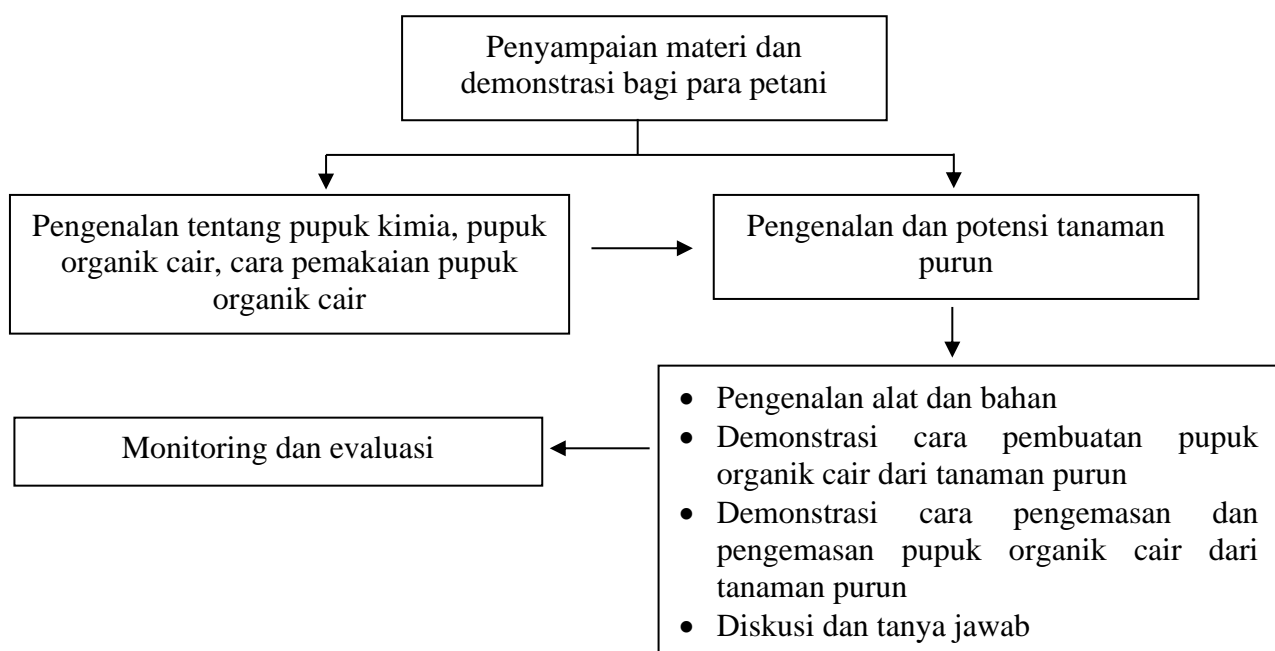 Penyampaian materi dan
demonstrasi bagi para petani
Pengenalan tentang pupuk kimia, pupuk
organik cair, cara pemakaian pupuk
organik cair
Pengenalan dan potensi tanaman
purun
• Pengenalan alat dan bahan
• Demonstrasi cara pembuatan pupuk
organik cair dari tanaman purun
• Demonstrasi cara pengemasan dan
pengemasan pupuk organik cair dari
tanaman purun
• Diskusi dan tanya jawab
Monitoring dan evaluasi